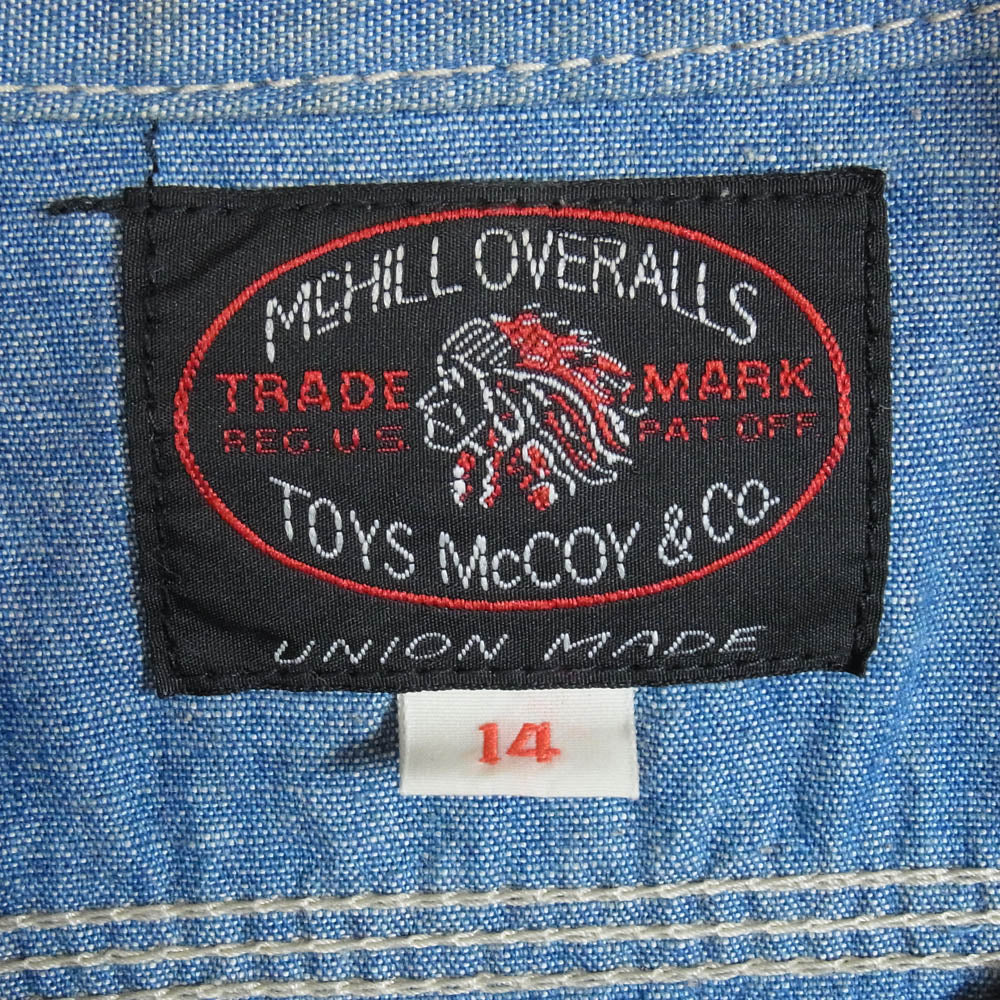 McHILL OVERALLS
TRADE MARK
REG. U.S. PAT. OFF.
TOYS McCOY & Co.
UNION MADE
14